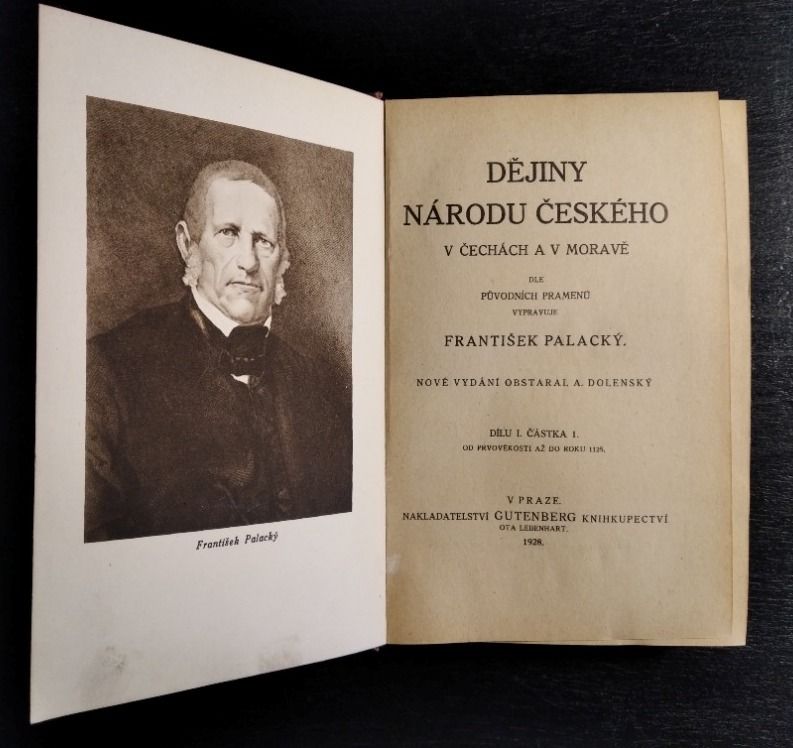 František Palacký
DĚJINY
NÁRODU ČESKÉHO
V ČECHÁCH A V MORAVĚ
DLE
PŮVODNÍCH PRAMENŮ
VYPRAVUJE
FRANTIŠEK PALACKÝ.
NOVÉ VYDÁNÍ OBSTARAL A. DOLENSKÝ
DÍLU I. ČÁSTKA 1.
OD PRVOVĚKOSTI AŽ DO ROKU 1125.
V PRAZE.
NAKLADATELSTVÍ GUTENBERG KNIHKUPECTVÍ
OTA LEBENHART.
1928.